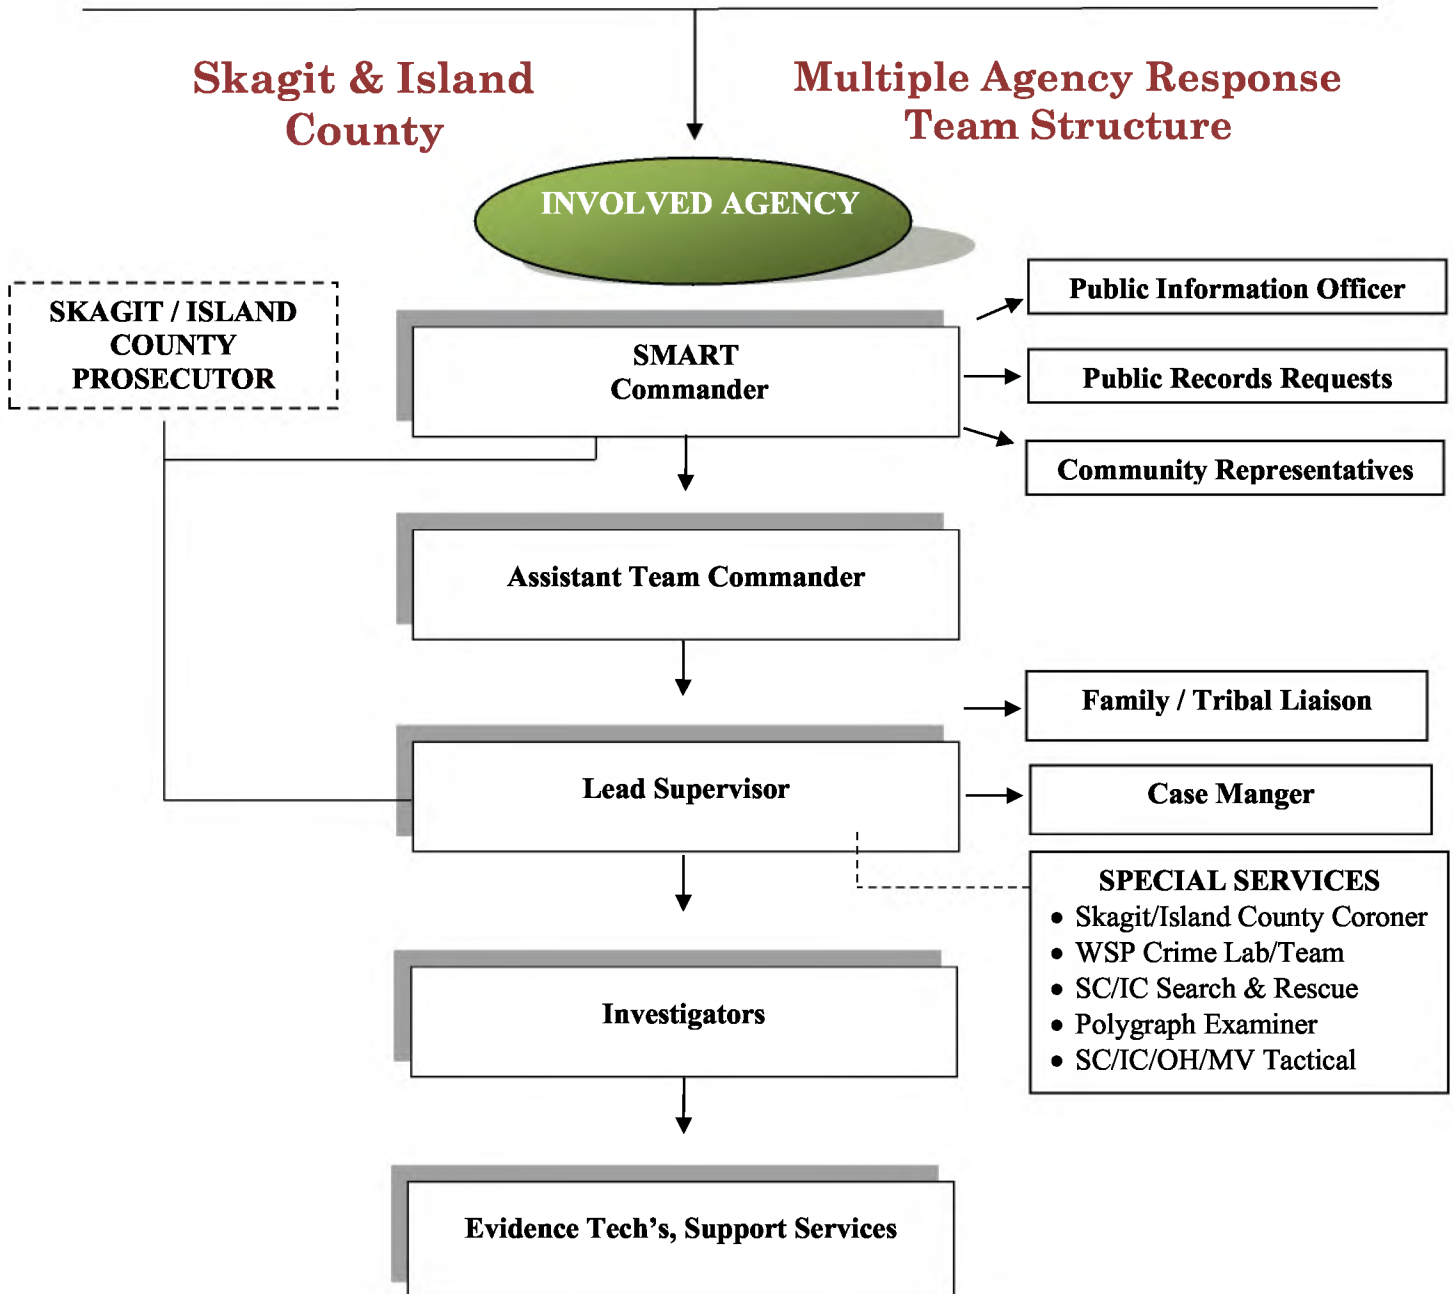 Skagit & Island
County
Multiple Agency Response
Team Structure
INVOLVED AGENCY
SKAGIT / ISLAND
COUNTY
PROSECUTOR
SMART
Commander
Public Information Officer
Public Records Requests
Community Representatives
Assistant Team Commander
Family / Tribal Liaison
Lead Supervisor
Case Manger
SPECIAL SERVICES
• Skagit/Island County Coroner
• WSP Crime Lab/Team
• SC/IC Search & Rescue
• Polygraph Examiner
• SC/IC/OH/MV Tactical
Investigators
Evidence Tech's, Support Services